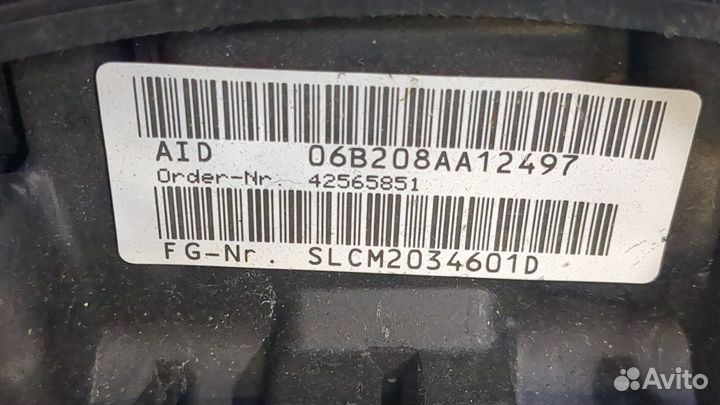 AID 06B208AA12497
Order-Nr. 42565851
FG-Nr. SLCM2034601D
Avito